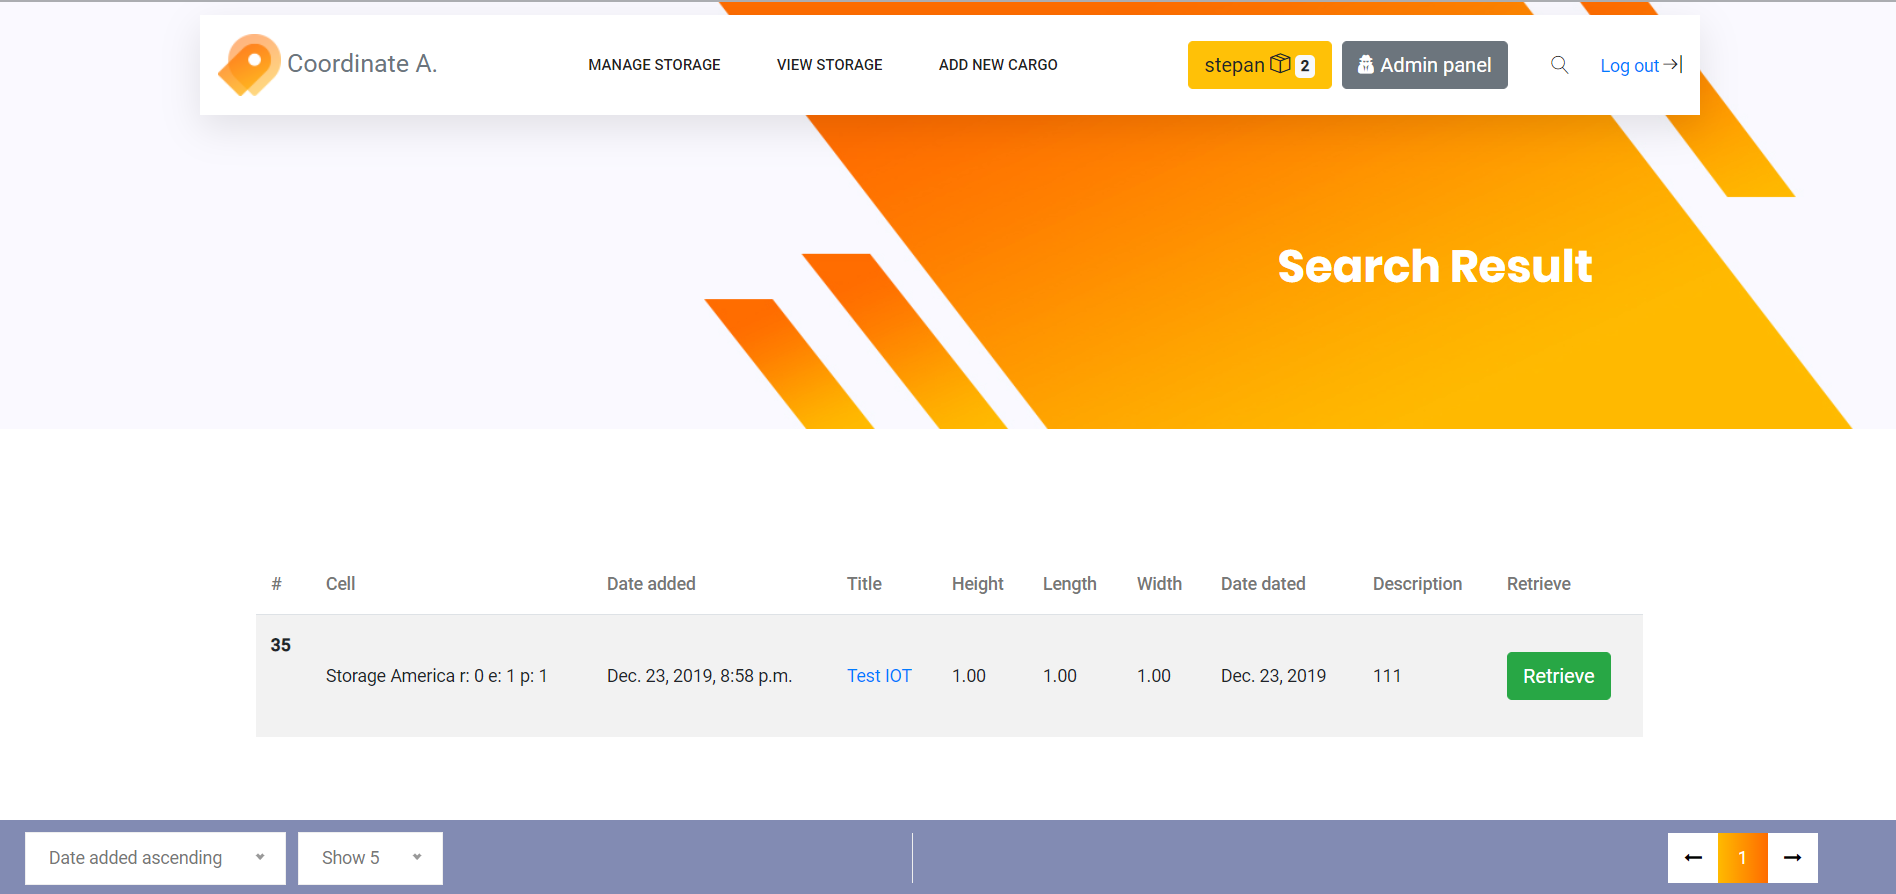 Coordinate A.
MANAGE STORAGE
VIEW STORAGE
ADD NEW CARGO
stepan 2
Admin panel
Log out
Search Result
# Cell Date added Title Height Length Width Date dated Description Retrieve
35
Storage America r: 0 e: 1 p: 1 Dec. 23, 2019, 8:58 p.m. Test IOT 1.00 1.00 1.00 Dec. 23, 2019 111 Retrieve
Date added ascending
Show 5
1